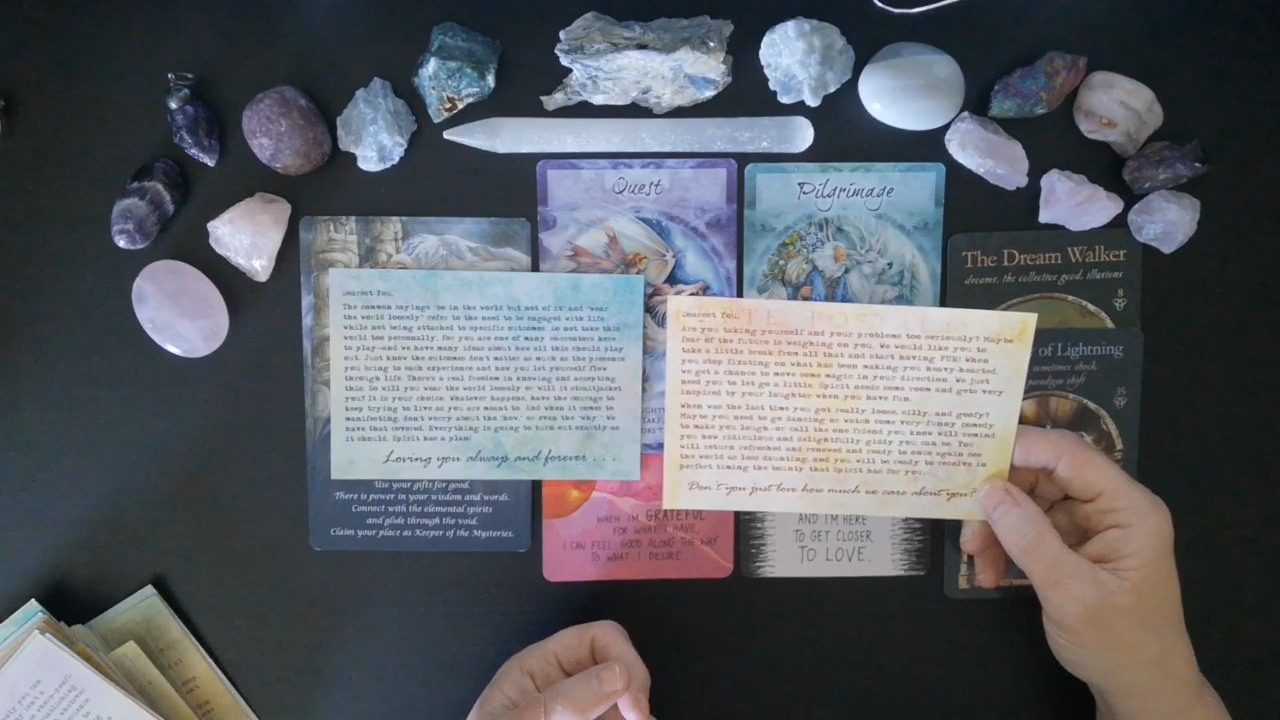 Quest
Pilgrimage
The Dream Walker
dreams, the collective good, illusions
8
of Lightning
sometimes shock,
paradigm shift
35
Dearest You,
The common sayings "be in the world but not of it" and "wear
the world loosely" refer to the need to be engaged with life,
while not being attached to specific outcomes. Do not take this
world too personally, for you are one of many co-creators here
to play—and we have many ideas about how all this should play
out. Just know the outcomes don't matter as much as the presence
you bring to each experience and how you let yourself flow
through life. There's a real freedom in knowing and accepting
this. So will you wear the world loosely or will it straitjacket
you? It is your choice. Whatever happens, have the courage to
keep trying to live as you are meant to. And when it comes to
manifesting, don't worry about the "how" or even the "why". We
have that covered. Everything is going to turn out exactly as
it should. Spirit has a plan!
Loving you always and forever . . .
Dearest You,
Are you taking yourself and your problems too seriously? Maybe
fear of the future is weighing on you. We would like you to
take a little break from all that and start having FUN! When
you stop fixating on what has been making you heavy-hearted,
we get a chance to move some magic in your direction. We just
need you to let go a little. Spirit needs some room and gets very
inspired by your laughter when you have fun.
When was the last time you got really loose, silly, and goofy?
Maybe you need to go dancing or watch some very funny comedy
to make you laugh—or call the one friend you know will remind
you how ridiculous and delightfully giddy you can be. You
will return refreshed and renewed and ready to once again see
the world as less daunting, and you will be ready to receive in
perfect timing the bounty that Spirit has for you.
Don't you just love how much we care about you?
Use your gifts for good.
There is power in your wisdom and words.
Connect with the elemental spirits
and glide through the void.
Claim your place as Keeper of the Mysteries.
WHEN I'M GRATEFUL
FOR WHAT I HAVE,
I CAN FEEL GOOD ALONG THE WAY
TO WHAT I DESIRE
AND I'M HERE
TO GET CLOSER
TO LOVE.